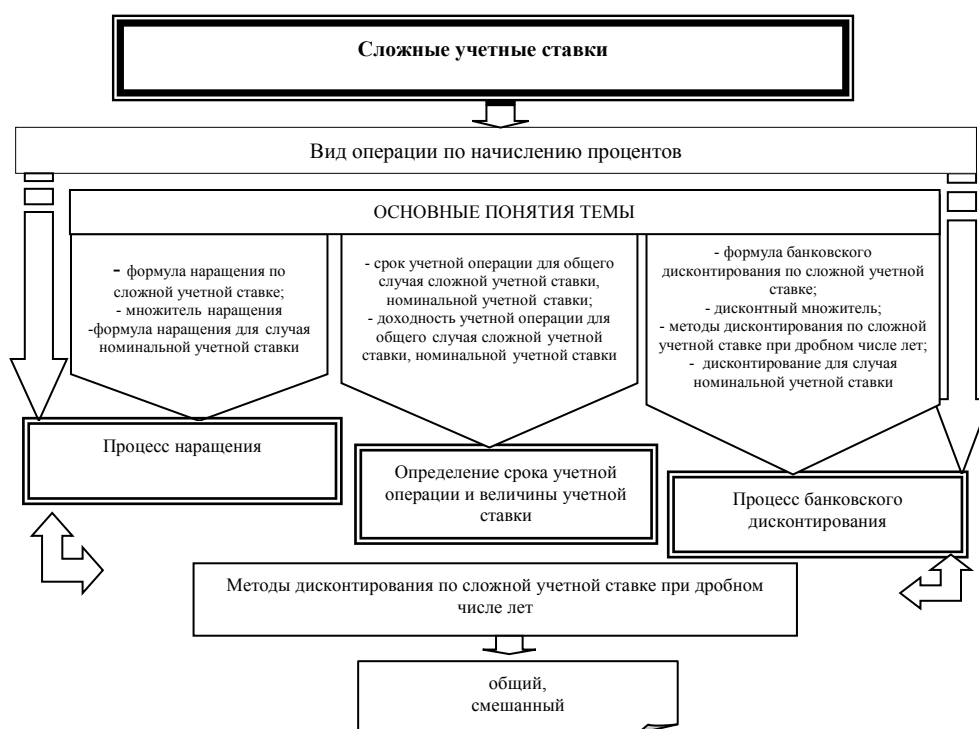 Сложные учетные ставки
Вид операции по начислению процентов
ОСНОВНЫЕ ПОНЯТИЯ ТЕМЫ
- формула наращения по
сложной учетной ставке;
- множитель наращения
-формула наращения для случая
номинальной учетной ставки
- срок учетной операции для общего
случая сложной учетной ставки,
номинальной учетной ставки;
- доходность учетной операции для
общего случая сложной учетной
ставки, номинальной учетной ставки
- формула банковского
дисконтирования по сложной учетной
ставке;
- дисконтный множитель;
- методы дисконтирования по сложной
учетной ставке при дробном числе лет;
- дисконтирование для случая
номинальной учетной ставки
Процесс наращения
Определение срока учетной
операции и величины учетной
ставки
Процесс банковского
дисконтирования
Методы дисконтирования по сложной учетной ставке при дробном
числе лет
общий,
смешанный